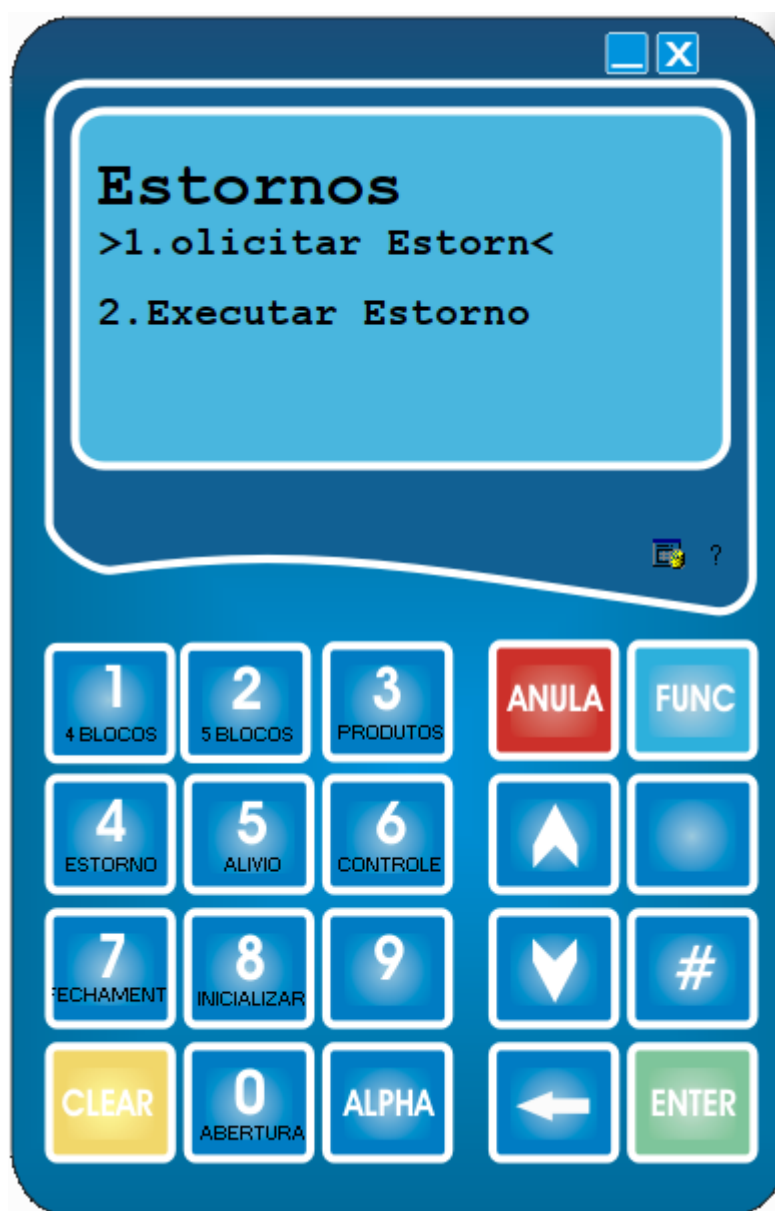 X
Estornos
>1.olicitar Estorn<
2.Executar Estorno
?
1
4 BLOCOS
2
5 BLOCOS
3
PRODUTOS
ANULA
FUNC
4
ESTORNO
5
ALIVIO
6
CONTROLE
7
FECHAMENT
8
INICIALIZAR
9
#
CLEAR
0
ABERTURA
ALPHA
ENTER